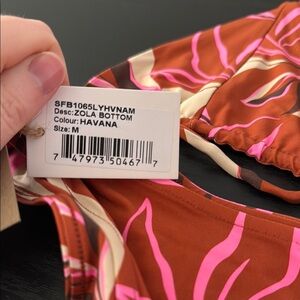 SFB1065LYHVNAM
Desc:ZOLA BOTTOM
Colour:HAVANA
Size: M
7 47973 50467 7